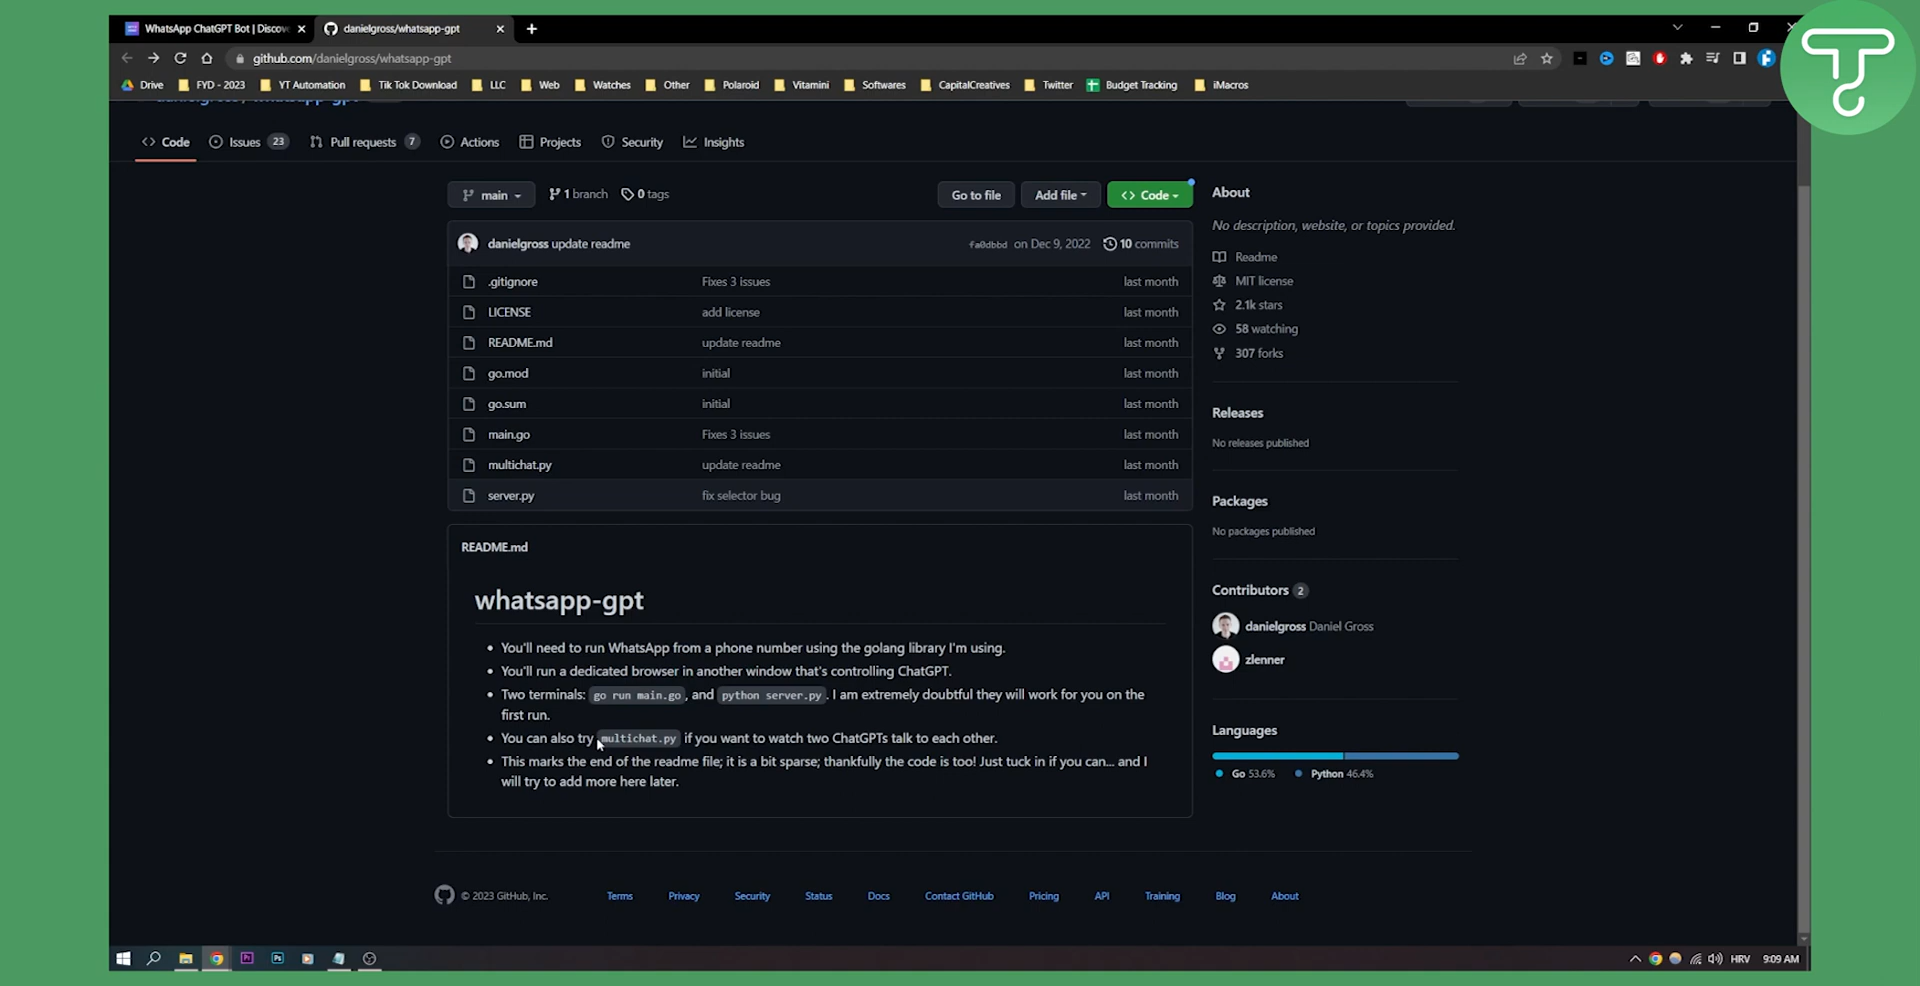 WhatsApp ChatGPT Bot | Discove
danielgross/whatsapp-gpt
github.com/danielgross/whatsapp-gpt
Drive FYD - 2023 YT Automation Tik Tok Download LLC Web Watches Other Polaroid Vitamini Softwares CapitalCreatives Twitter Budget Tracking iMacros
danielgross / whatsapp-gpt
Code Issues 23 Pull requests 7 Actions Projects Security Insights
main 1 branch 0 tags Go to file Add file Code
danielgross update readme fa0dbbd on Dec 9, 2022 10 commits
.gitignore Fixes 3 issues last month
LICENSE add license last month
README.md update readme last month
go.mod initial last month
go.sum initial last month
main.go Fixes 3 issues last month
multichat.py update readme last month
server.py fix selector bug last month
README.md
whatsapp-gpt
• You'll need to run WhatsApp from a phone number using the golang library I'm using.
• You'll run a dedicated browser in another window that's controlling ChatGPT.
• Two terminals: go run main.go, and python server.py. I am extremely doubtful they will work for you on the
first run.
• You can also try multichat.py if you want to watch two ChatGPTs talk to each other.
• This marks the end of the readme file; it is a bit sparse; thankfully the code is too! Just tuck in if you can... and I
will try to add more here later.
About
No description, website, or topics provided.
Readme
MIT license
2.1k stars
58 watching
307 forks
Releases
No releases published
Packages
No packages published
Contributors 2
danielgross Daniel Gross
zlenner
Languages
Go 53.6% Python 46.4%
© 2023 GitHub, Inc. Terms Privacy Security Status Docs Contact GitHub Pricing API Training Blog About
Pr Ps HRV 9:09 AM